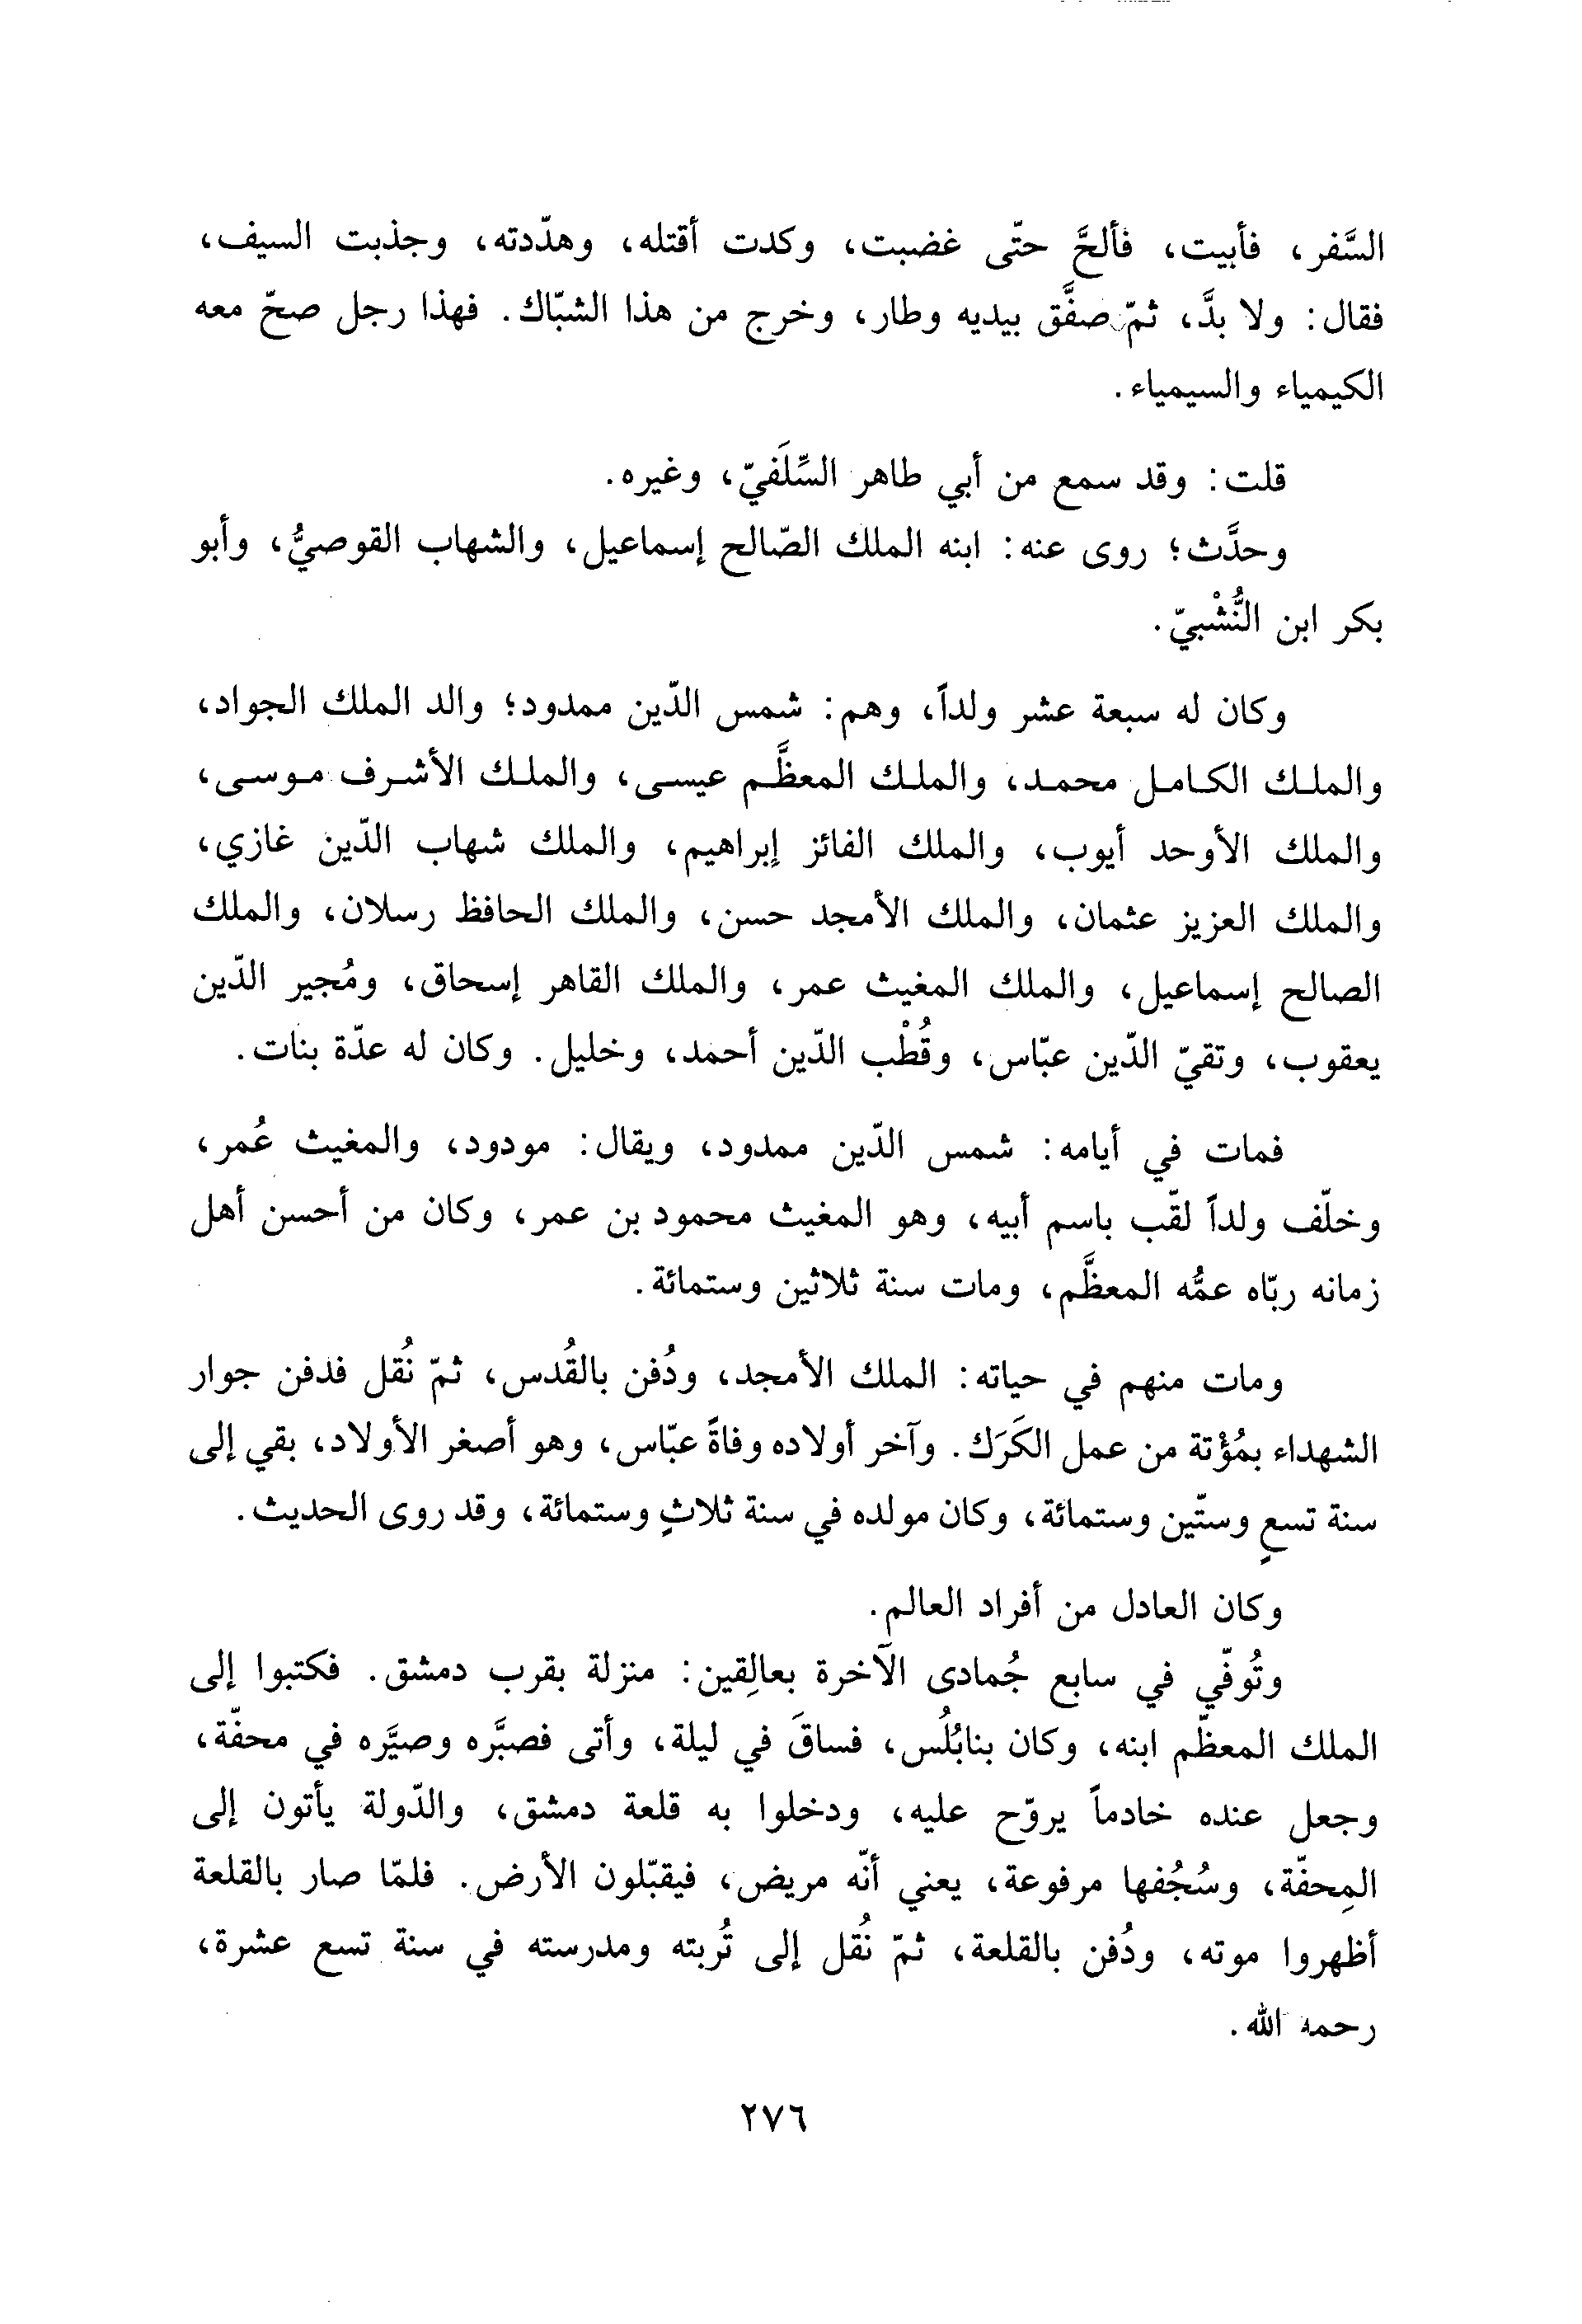 السَّفر، فأبيت، فألحَّ حتّى غضبت، وكدت أقتله، وهدّدته، وجذبت السيف،
فقال: ولا بدَّ، ثمّ صفَّق بيديه وطار، وخرج من هذا الشبّاك. فهذا رجل صحّ معه
الكيمياء والسيمياء.
قلت: وقد سمع من أبي طاهر السِّلَفيّ، وغيره.
وحدَّث؛ روى عنه: ابنه الملك الصّالح إسماعيل، والشهاب القوصيُّ، وأبو
بكر ابن النُّشْبيّ.
وكان له سبعة عشر ولداً، وهم: شمس الدّين ممدود؛ والد الملك الجواد،
والملك الكامل محمد، والملك المعظَّم عيسى، والملك الأشرف موسى،
والملك الأوحد أيوب، والملك الفائز إبراهيم، والملك شهاب الدّين غازي،
والملك العزيز عثمان، والملك الأمجد حسن، والملك الحافظ رسلان، والملك
الصالح إسماعيل، والملك المغيث عمر، والملك القاهر إسحاق، ومُجير الدّين
يعقوب، وتقيّ الدّين عبّاس، وقُطْب الدّين أحمد، وخليل. وكان له عدّة بنات.
فمات في أيامه: شمس الدّين ممدود، ويقال: مودود، والمغيث عُمر،
وخلّف ولداً لقّب باسم أبيه، وهو المغيث محمود بن عمر، وكان من أحسن أهل
زمانه ربّاه عمُّه المعظَّم، ومات سنة ثلاثين وستمائة.
ومات منهم في حياته: الملك الأمجد، ودُفن بالقُدس، ثمّ نُقل فدفن جوار
الشهداء بمُؤْتة من عمل الكَرَك. وآخر أولاده وفاةً عبّاس، وهو أصغر الأولاد، بقي إلى
سنة تسعٍ وستّين وستمائة، وكان مولده في سنة ثلاثٍ وستمائة، وقد روى الحديث.
وكان العادل من أفراد العالم.
وتُوفّي في سابع جُمادى الآخرة بعالِقين: منزلة بقرب دمشق. فكتبوا إلى
الملك المعظّم ابنه، وكان بنابُلُس، فساقَ في ليلة، وأتى فصبَّره وصيَّره في محفّة،
وجعل عنده خادماً يروّح عليه، ودخلوا به قلعة دمشق، والدّولة يأتون إلى
المِحفّة، وسُجُفها مرفوعة، يعني أنّه مريض، فيقبّلون الأرض. فلمّا صار بالقلعة
أظهروا موته، ودُفن بالقلعة، ثمّ نُقل إلى تُربته ومدرسته في سنة تسع عشرة،
رحمه الله.
٢٧٦